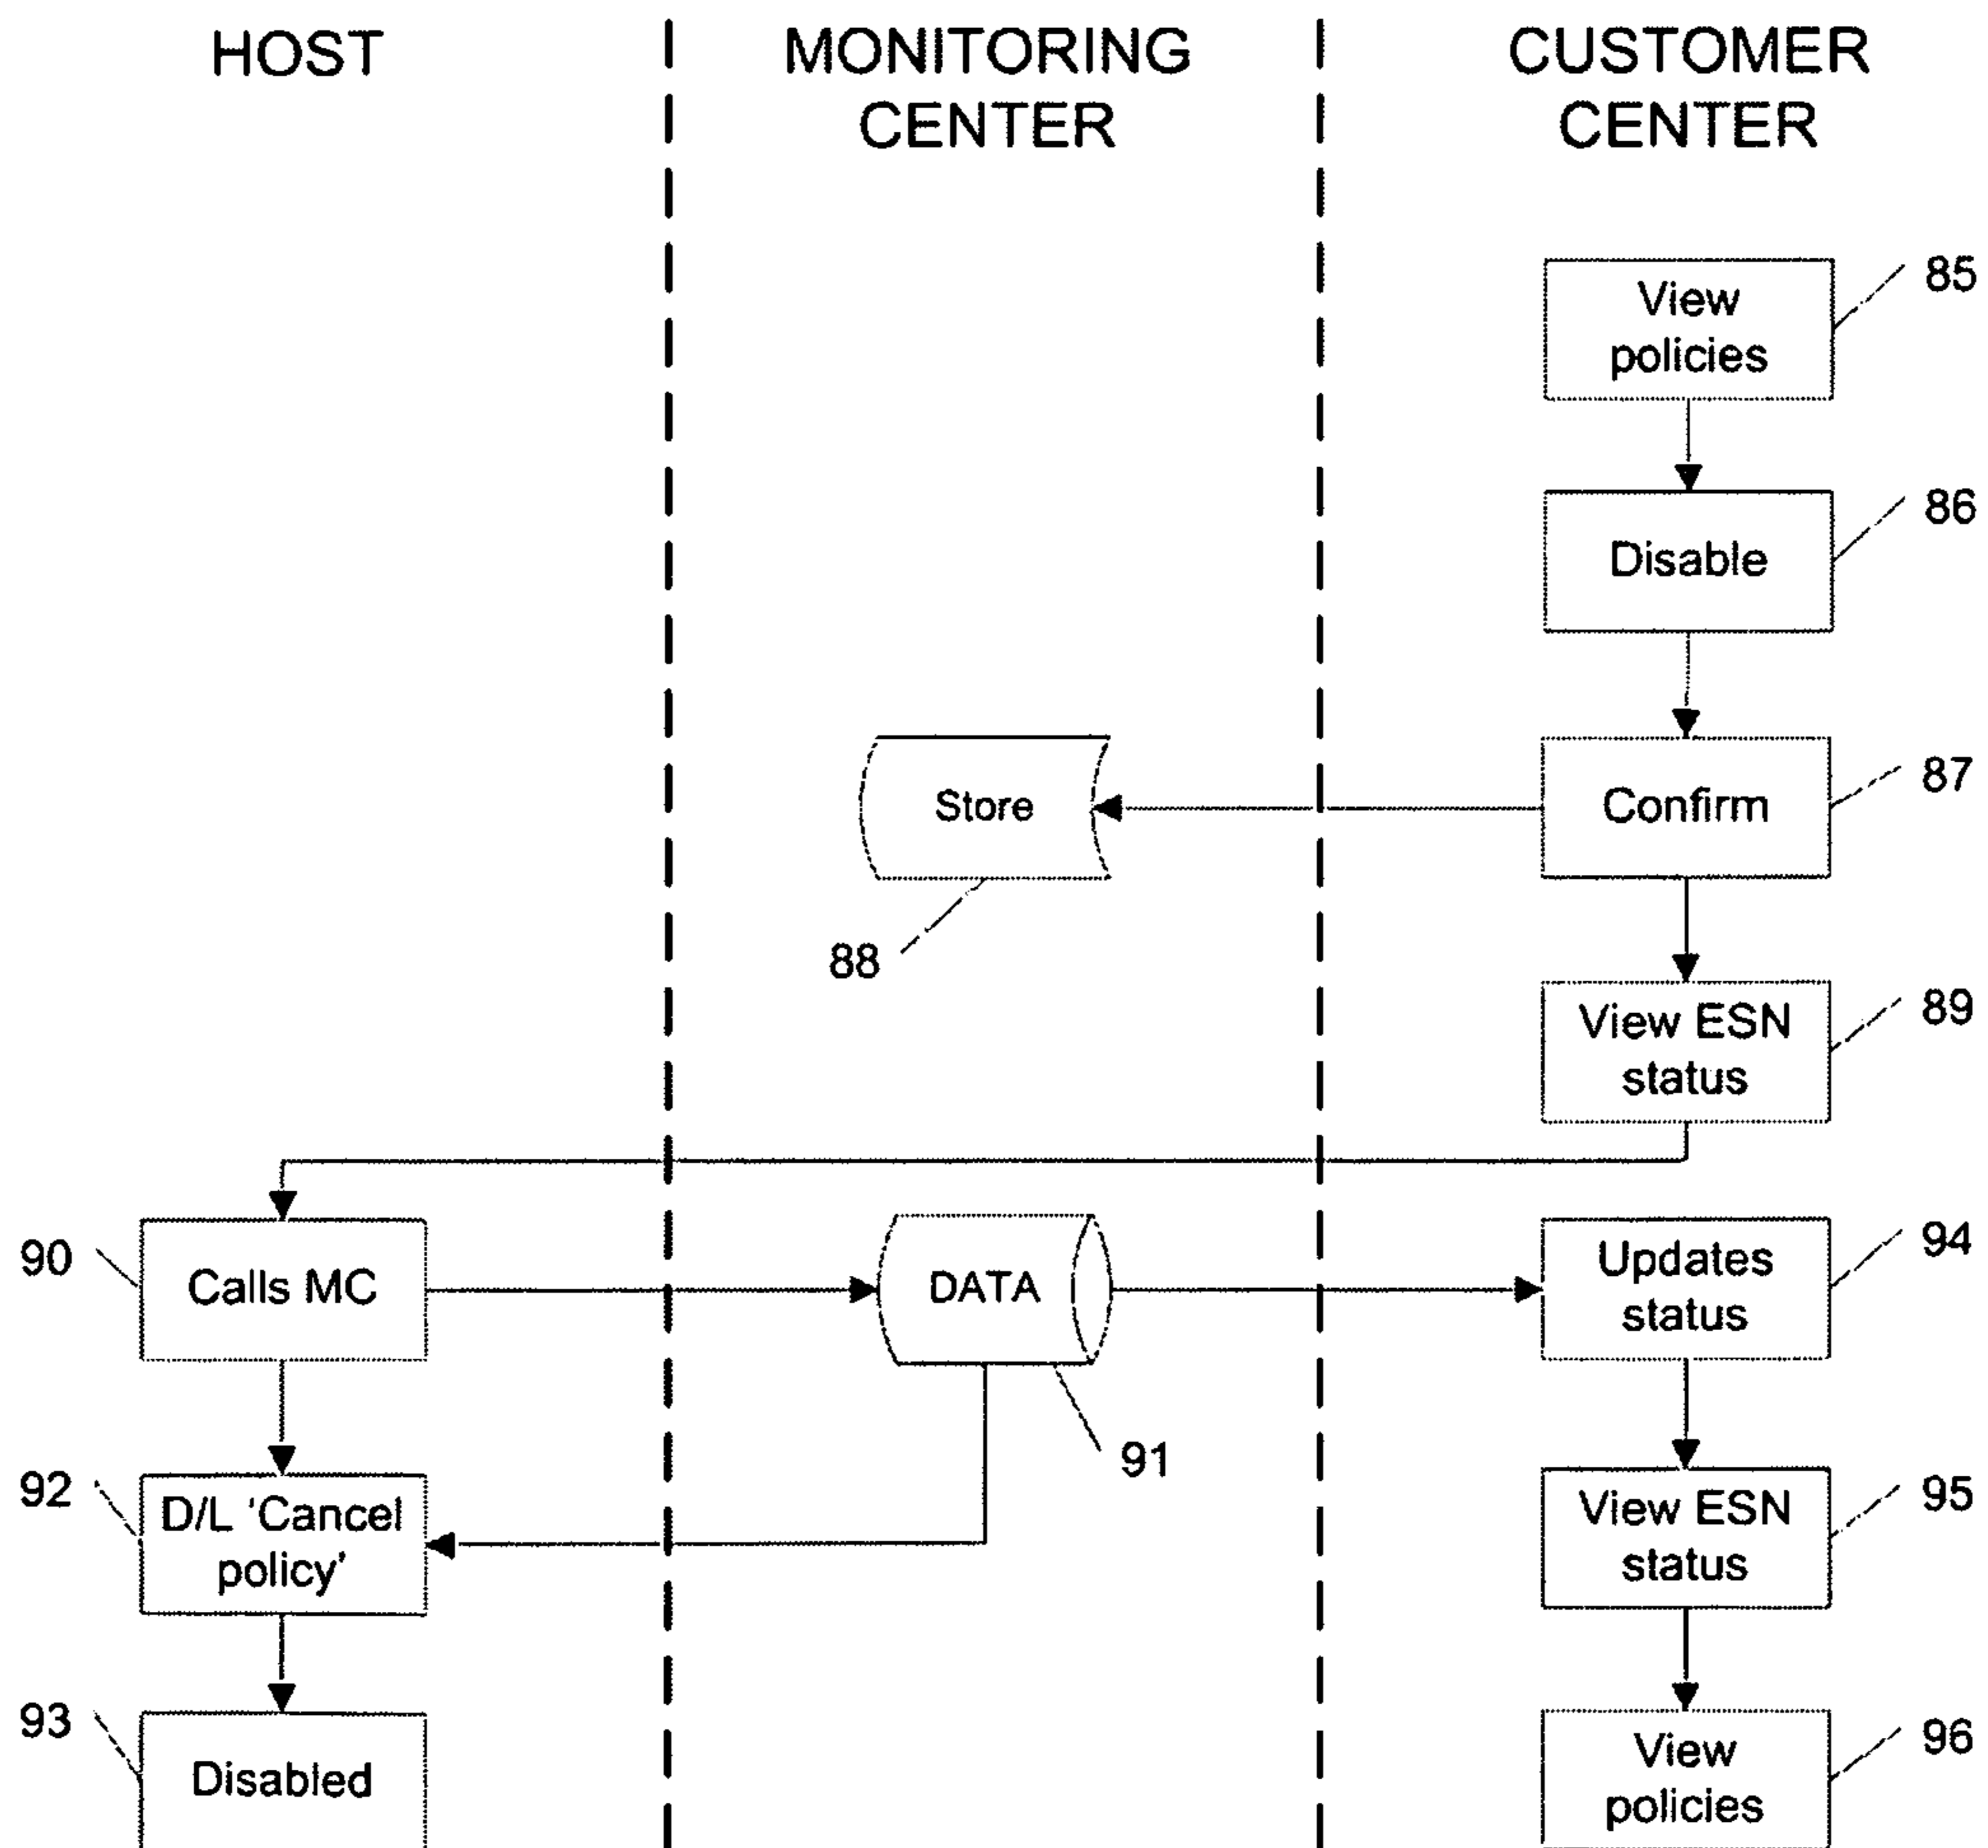 HOST
MONITORING
CENTER
CUSTOMER
CENTER
View
policies
85
Disable
86
Store
88
Confirm
87
View ESN
status
89
90
Calls MC
DATA
91
Updates
status
94
92
D/L 'Cancel
policy'
View ESN
status
95
93
Disabled
View
policies
96